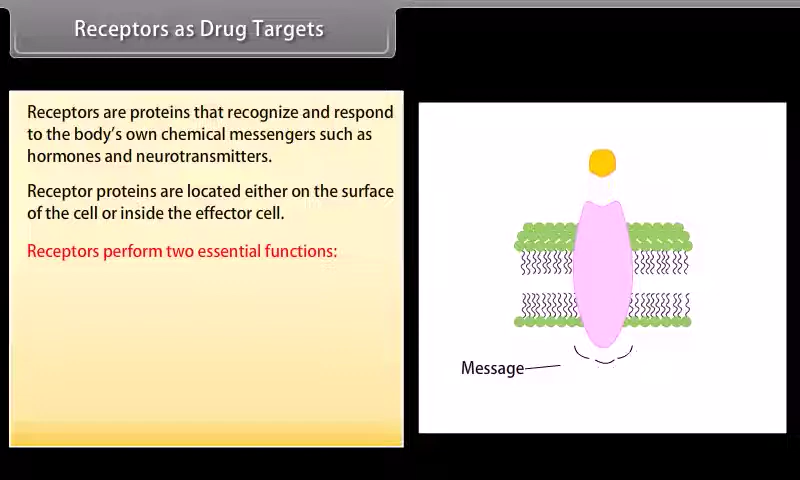 Receptors as Drug Targets
Receptors are proteins that recognize and respond
to the body's own chemical messengers such as
hormones and neurotransmitters.
Receptor proteins are located either on the surface
of the cell or inside the effector cell.
Receptors perform two essential functions:
Message